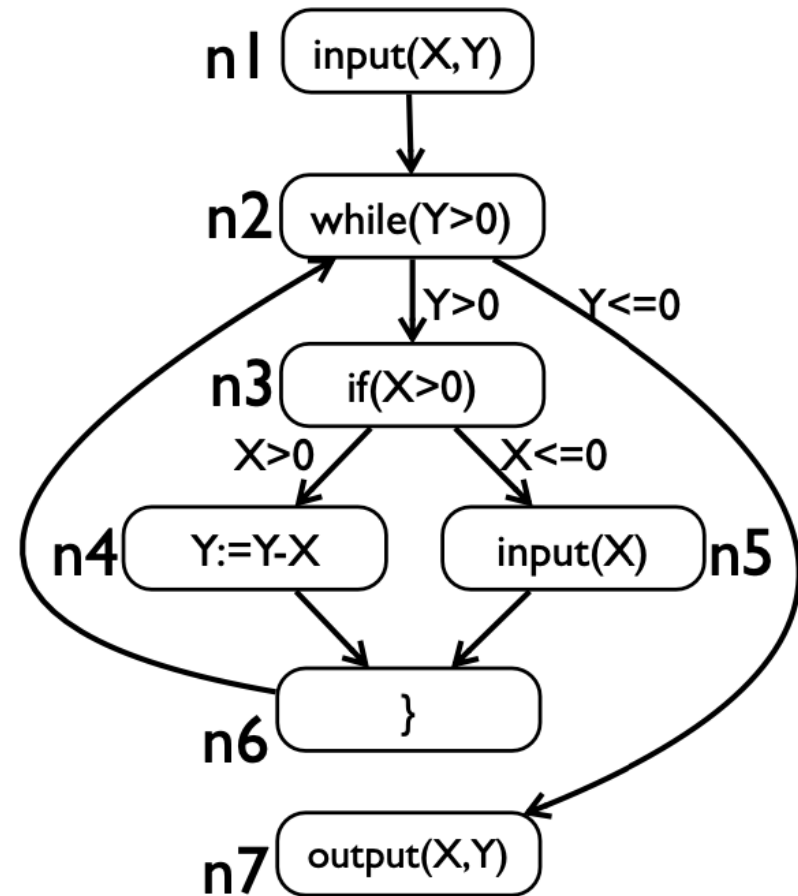 n1 input(X,Y)
n2 while(Y>0)
Y>0 Y<=0
n3 if(X>0)
X>0 X<=0
n4 Y:=Y-X input(X) n5
}
n6
output(X,Y)
n7